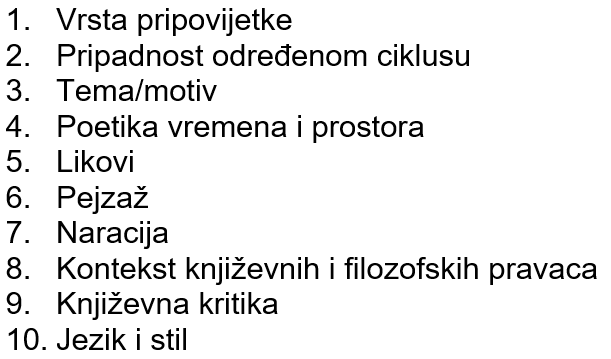 1. Vrsta pripovijetke
2. Pripadnost određenom ciklusu
3. Tema/motiv
4. Poetika vremena i prostora
5. Likovi
6. Pejzaž
7. Naracija
8. Kontekst književnih i filozofskih pravaca
9. Književna kritika
10. Jezik i stil